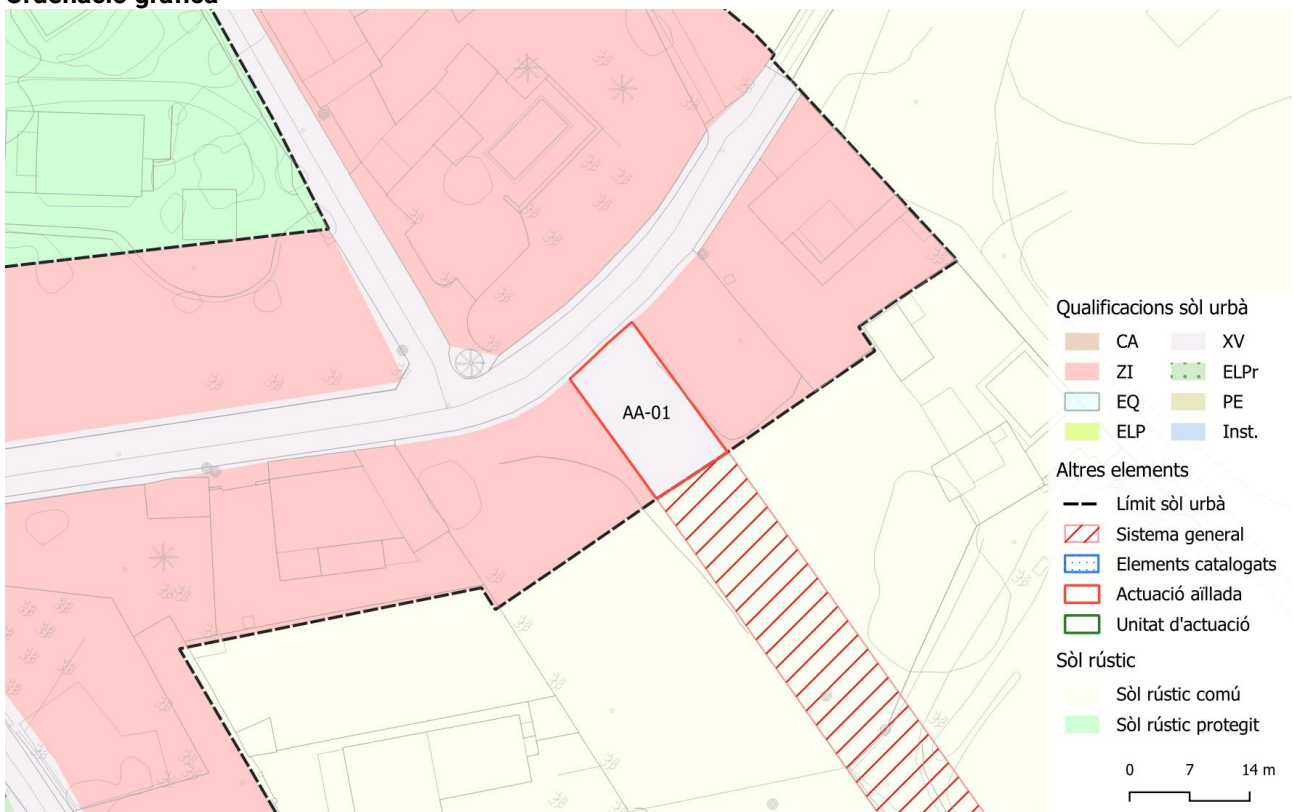 Ordenació gràfica
AA-01
Qualificacions sòl urbà
CA XV
ZI ELPr
EQ PE
ELP Inst.
Altres elements
Límit sòl urbà
Sistema general
Elements catalogats
Actuació aïllada
Unitat d'actuació
Sòl rústic
Sòl rústic comú
Sòl rústic protegit
0 7 14 m